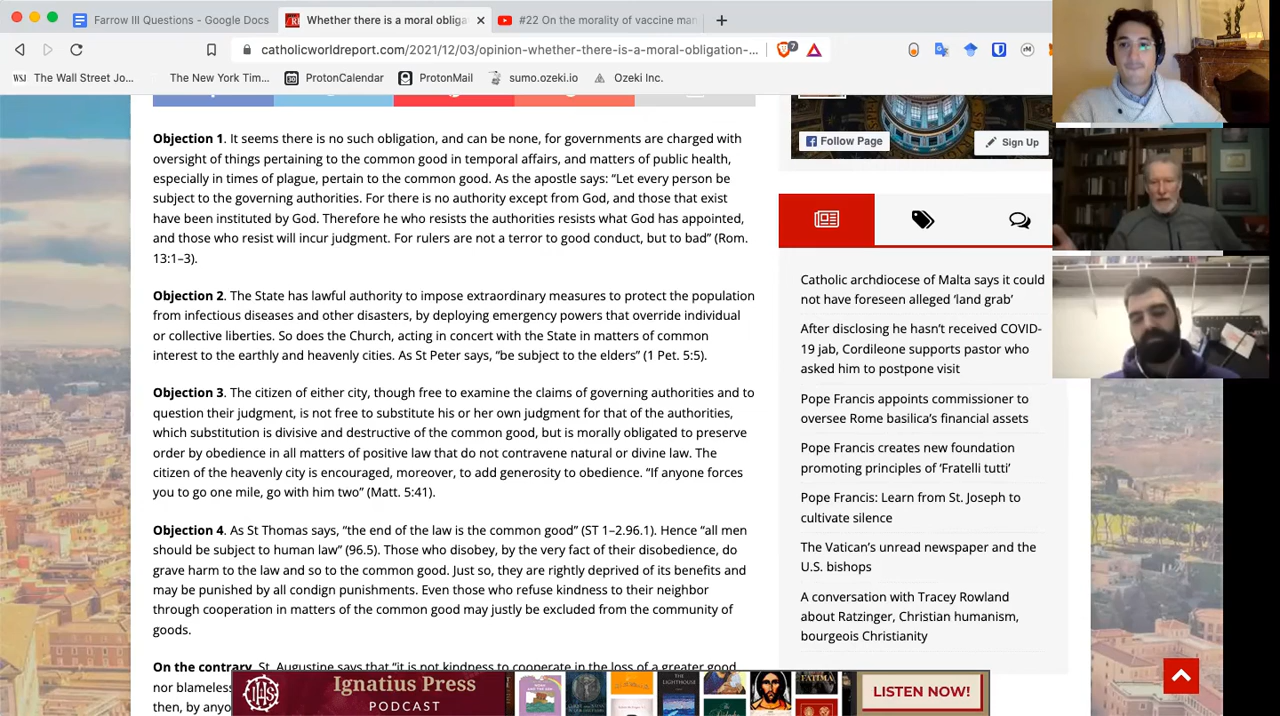 Farrow III Questions - Google Docs
Whether there is a moral obliga
#22 On the morality of vaccine man
catholicworldreport.com/2021/12/03/opinion-whether-there-is-a-moral-obligation-...
7
WSJ The Wall Street Jo...
The New York Tim...
ProtonCalendar
ProtonMail
sumo.ozeki.io
Ozeki Inc.
Objection 1. It seems there is no such obligation, and can be none, for governments are charged with
oversight of things pertaining to the common good in temporal affairs, and matters of public health,
especially in times of plague, pertain to the common good. As the apostle says: “Let every person be
subject to the governing authorities. For there is no authority except from God, and those that exist
have been instituted by God. Therefore he who resists the authorities resists what God has appointed,
and those who resist will incur judgment. For rulers are not a terror to good conduct, but to bad” (Rom.
13:1–3).
Objection 2. The State has lawful authority to impose extraordinary measures to protect the population
from infectious diseases and other disasters, by deploying emergency powers that override individual
or collective liberties. So does the Church, acting in concert with the State in matters of common
interest to the earthly and heavenly cities. As St Peter says, “be subject to the elders” (1 Pet. 5:5).
Objection 3. The citizen of either city, though free to examine the claims of governing authorities and to
question their judgment, is not free to substitute his or her own judgment for that of the authorities,
which substitution is divisive and destructive of the common good, but is morally obligated to preserve
order by obedience in all matters of positive law that do not contravene natural or divine law. The
citizen of the heavenly city is encouraged, moreover, to add generosity to obedience. “If anyone forces
you to go one mile, go with him two” (Matt. 5:41).
Objection 4. As St Thomas says, “the end of the law is the common good” (ST 1–2.96.1). Hence “all men
should be subject to human law” (96.5). Those who disobey, by the very fact of their disobedience, do
grave harm to the law and so to the common good. Just so, they are rightly deprived of its benefits and
may be punished by all condign punishments. Even those who refuse kindness to their neighbor
through cooperation in matters of the common good may justly be excluded from the community of
goods.
On the contrary, St. Augustine says that “it is not kindness to cooperate in the loss of a greater good
nor blameless
then, by anyo
Follow Page
Sign Up
Catholic archdiocese of Malta says it could
not have foreseen alleged ‘land grab’
After disclosing he hasn’t received COVID-
19 jab, Cordileone supports pastor who
asked him to postpone visit
Pope Francis appoints commissioner to
oversee Rome basilica’s financial assets
Pope Francis creates new foundation
promoting principles of ‘Fratelli tutti’
Pope Francis: Learn from St. Joseph to
cultivate silence
The Vatican’s unread newspaper and the
U.S. bishops
A conversation with Tracey Rowland
about Ratzinger, Christian humanism,
bourgeois Christianity
IHS
Ignatius Press
PODCAST
THE LIGHTHOUSE
FATIMA
LISTEN NOW!